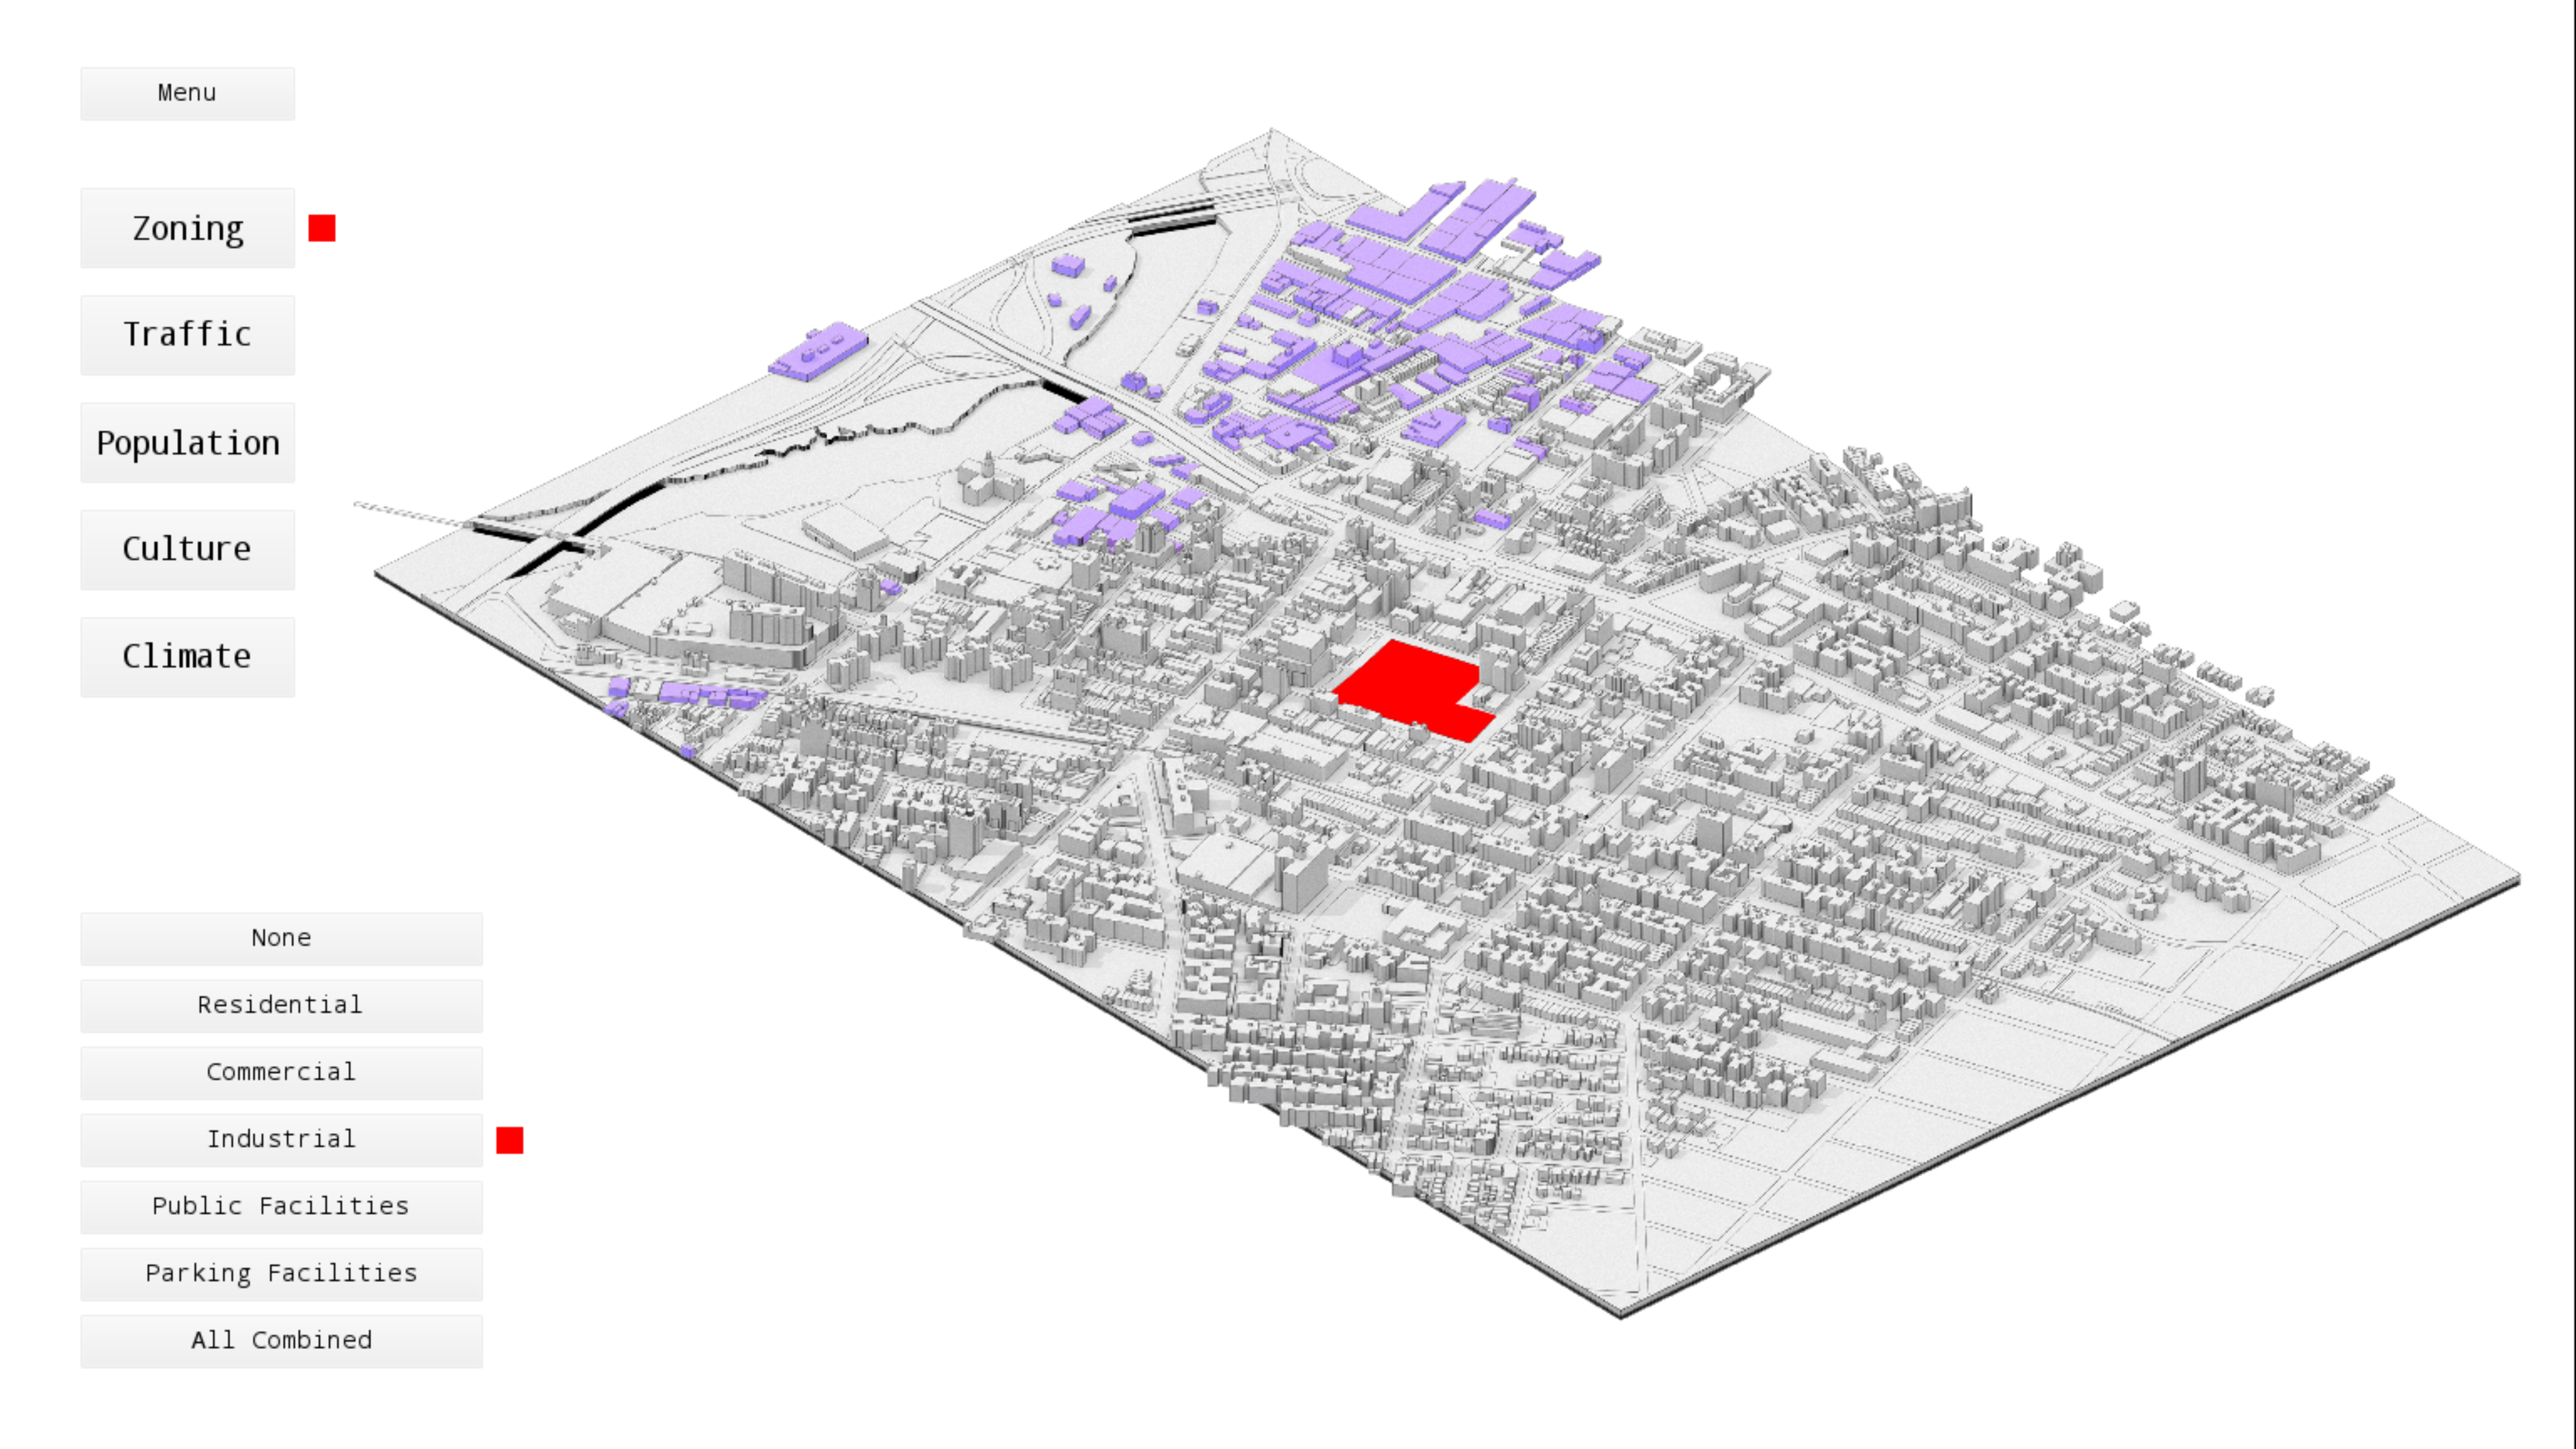 Menu
Zoning
Traffic
Population
Culture
Climate
None
Residential
Commercial
Industrial
Public Facilities
Parking Facilities
All Combined